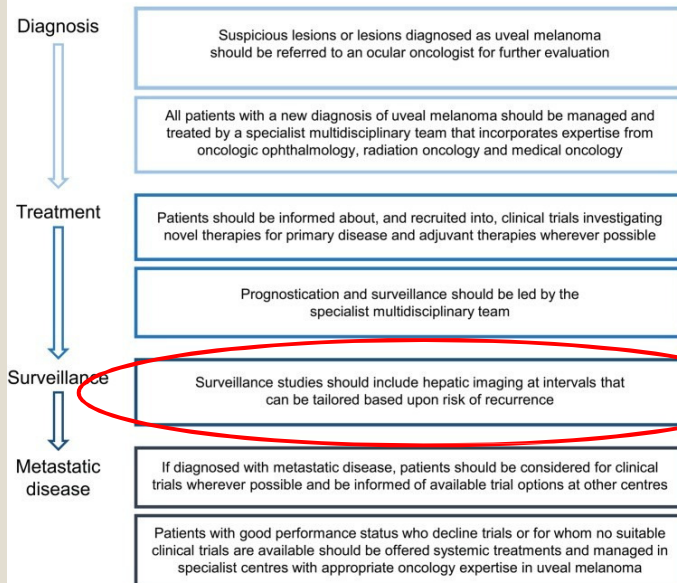 Diagnosis
Suspicious lesions or lesions diagnosed as uveal melanoma
should be referred to an ocular oncologist for further evaluation
All patients with a new diagnosis of uveal melanoma should be managed and
treated by a specialist multidisciplinary team that incorporates expertise from
oncologic ophthalmology, radiation oncology and medical oncology
Treatment
Patients should be informed about, and recruited into, clinical trials investigating
novel therapies for primary disease and adjuvant therapies wherever possible
Prognostication and surveillance should be led by the
specialist multidisciplinary team
Surveillance
Surveillance studies should include hepatic imaging at intervals that
can be tailored based upon risk of recurrence
Metastatic
disease
If diagnosed with metastatic disease, patients should be considered for clinical
trials wherever possible and be informed of available trial options at other centres
Patients with good performance status who decline trials or for whom no suitable
clinical trials are available should be offered systemic treatments and managed in
specialist centres with appropriate oncology expertise in uveal melanoma